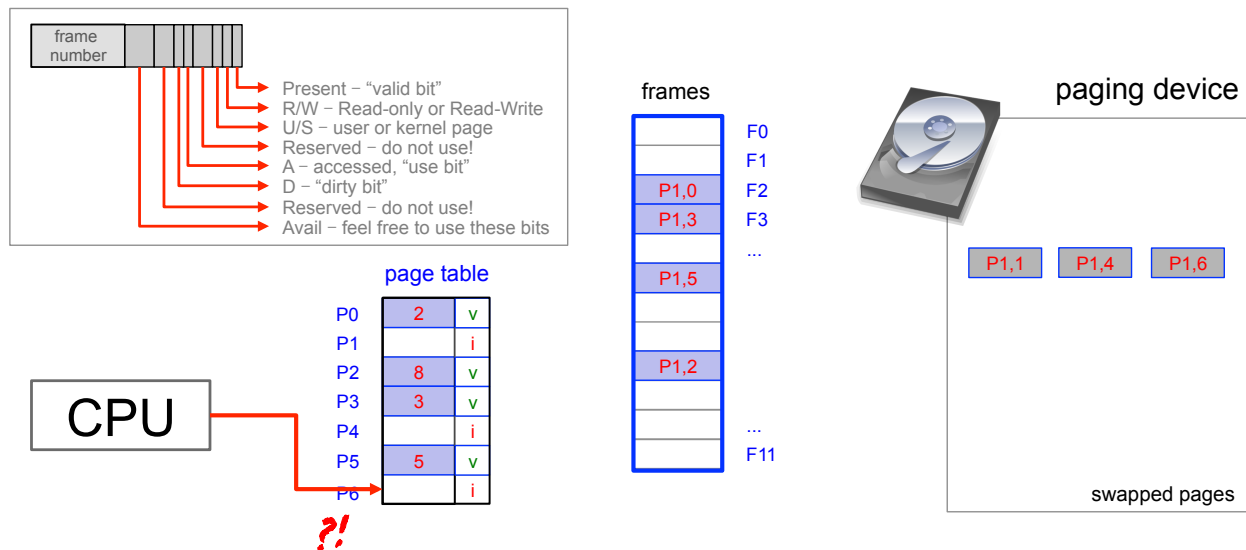 frame
number
Present – “valid bit”
R/W – Read-only or Read-Write
U/S – user or kernel page
Reserved – do not use!
A – accessed, “use bit”
D – “dirty bit”
Reserved – do not use!
Avail – feel free to use these bits
page table
P0 2 v
P1 i
P2 8 v
P3 3 v
P4 i
P5 5 v
P6 i
CPU
?!
frames
F0
F1
P1,0 F2
P1,3 F3
...
P1,5
P1,2
...
F11
paging device
P1,1 P1,4 P1,6
swapped pages